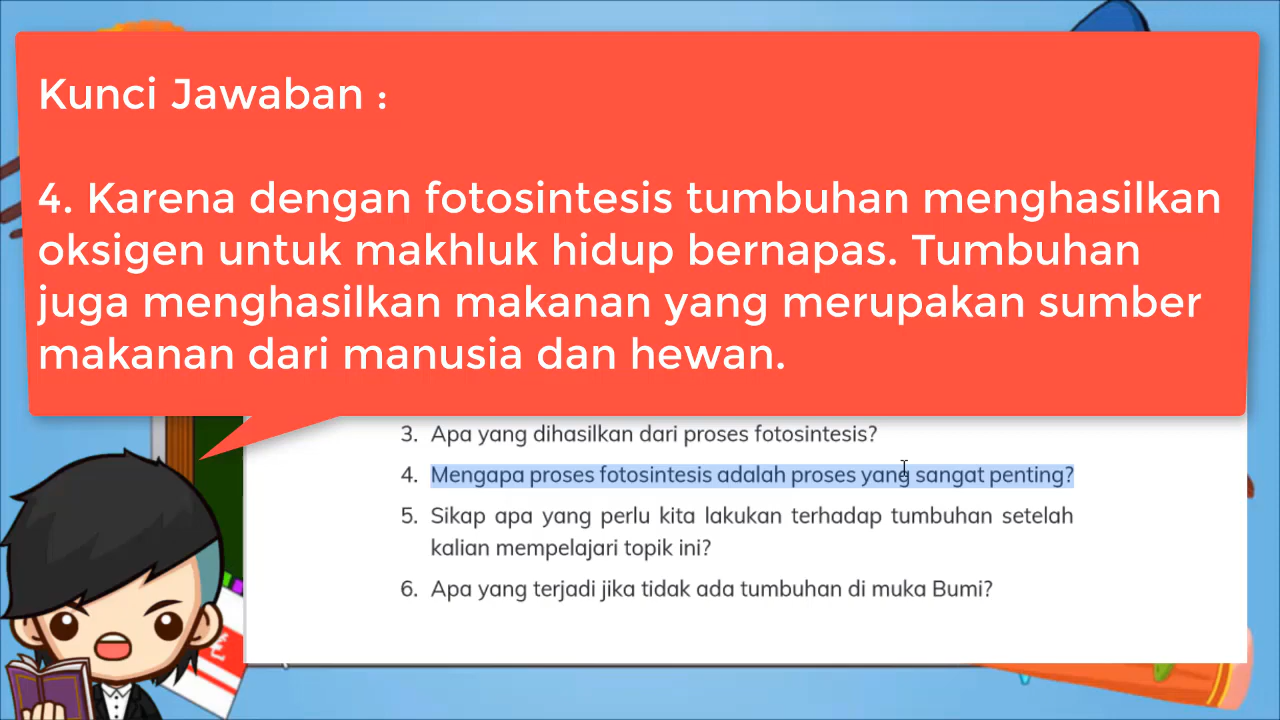 Kunci Jawaban :
4. Karena dengan fotosintesis tumbuhan menghasilkan
oksigen untuk makhluk hidup bernapas. Tumbuhan
juga menghasilkan makanan yang merupakan sumber
makanan dari manusia dan hewan.
3. Apa yang dihasilkan dari proses fotosintesis?
4. Mengapa proses fotosintesis adalah proses yang sangat penting?
5. Sikap apa yang perlu kita lakukan terhadap tumbuhan setelah
kalian mempelajari topik ini?
6. Apa yang terjadi jika tidak ada tumbuhan di muka Bumi?